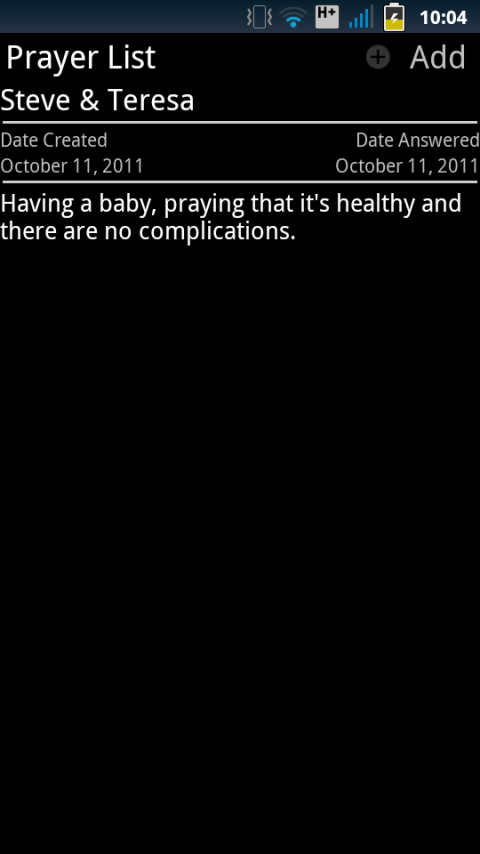 H+ 10:04
Prayer List Add
Steve & Teresa
Date Created Date Answered
October 11, 2011 October 11, 2011
Having a baby, praying that it's healthy and
there are no complications.